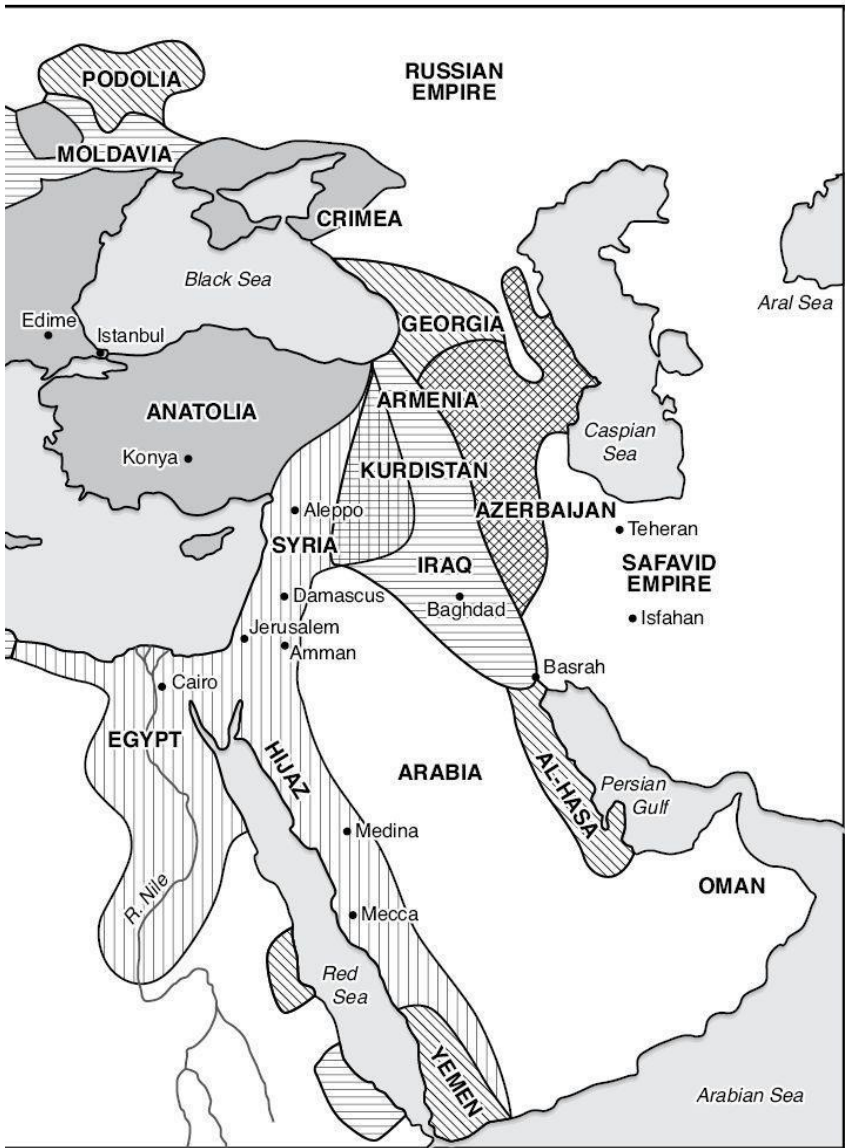 PODOLIA
RUSSIAN
EMPIRE
MOLDAVIA
CRIMEA
Black Sea
Aral Sea
Edime
Istanbul
GEORGIA
ANATOLIA
ARMENIA
Caspian
Sea
Konya
KURDISTAN
Aleppo
AZERBAIJAN
Teheran
SYRIA
IRAQ
SAFAVID
EMPIRE
Damascus
Baghdad
Isfahan
Jerusalem
Amman
Basrah
Cairo
EGYPT
HIJAZ
ARABIA
AL-HASA
Persian
Gulf
Medina
R. Nile
OMAN
Mecca
Red
Sea
YEMEN
Arabian Sea